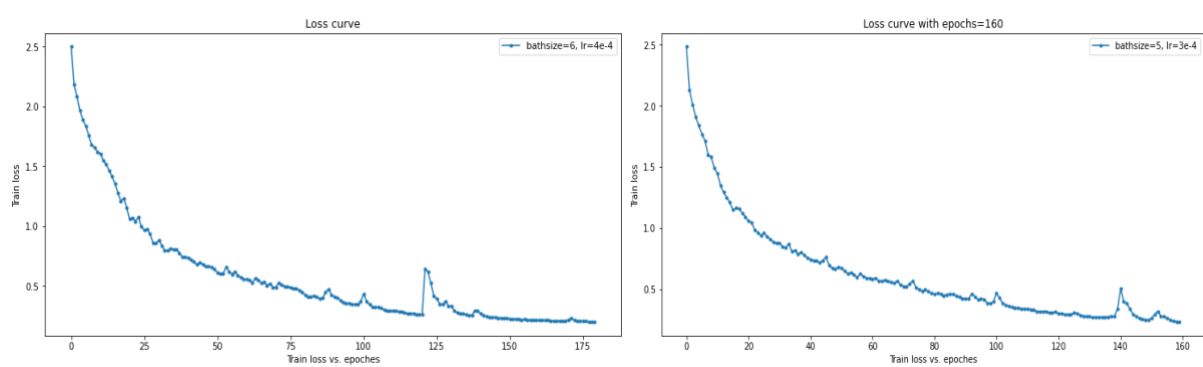 Loss curve
bathsize=6, lr=4e-4
2.5
2.0
1.5
1.0
0.5
Train loss
0 25 50 75 100 125 150 175
Train loss vs. epoches
Loss curve with epochs=160
bathsize=5, lr=3e-4
2.5
2.0
1.5
1.0
0.5
Train loss
0 20 40 60 80 100 120 140 160
Train loss vs. epoches